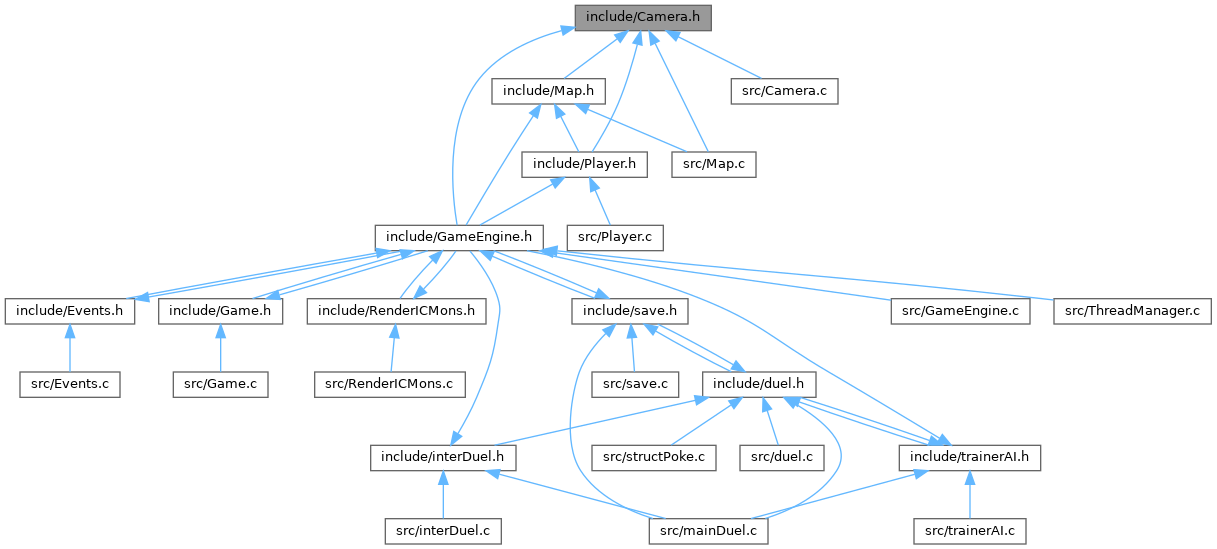 include/Camera.h
include/Map.h
src/Camera.c
include/Player.h
src/Map.c
include/GameEngine.h
src/Player.c
include/Events.h
include/Game.h
include/RenderICMons.h
include/save.h
src/GameEngine.c
src/ThreadManager.c
src/Events.c
src/Game.c
src/RenderICMons.c
src/save.c
include/duel.h
include/interDuel.h
src/structPoke.c
src/duel.c
include/trainerAI.h
src/interDuel.c
src/mainDuel.c
src/trainerAI.c